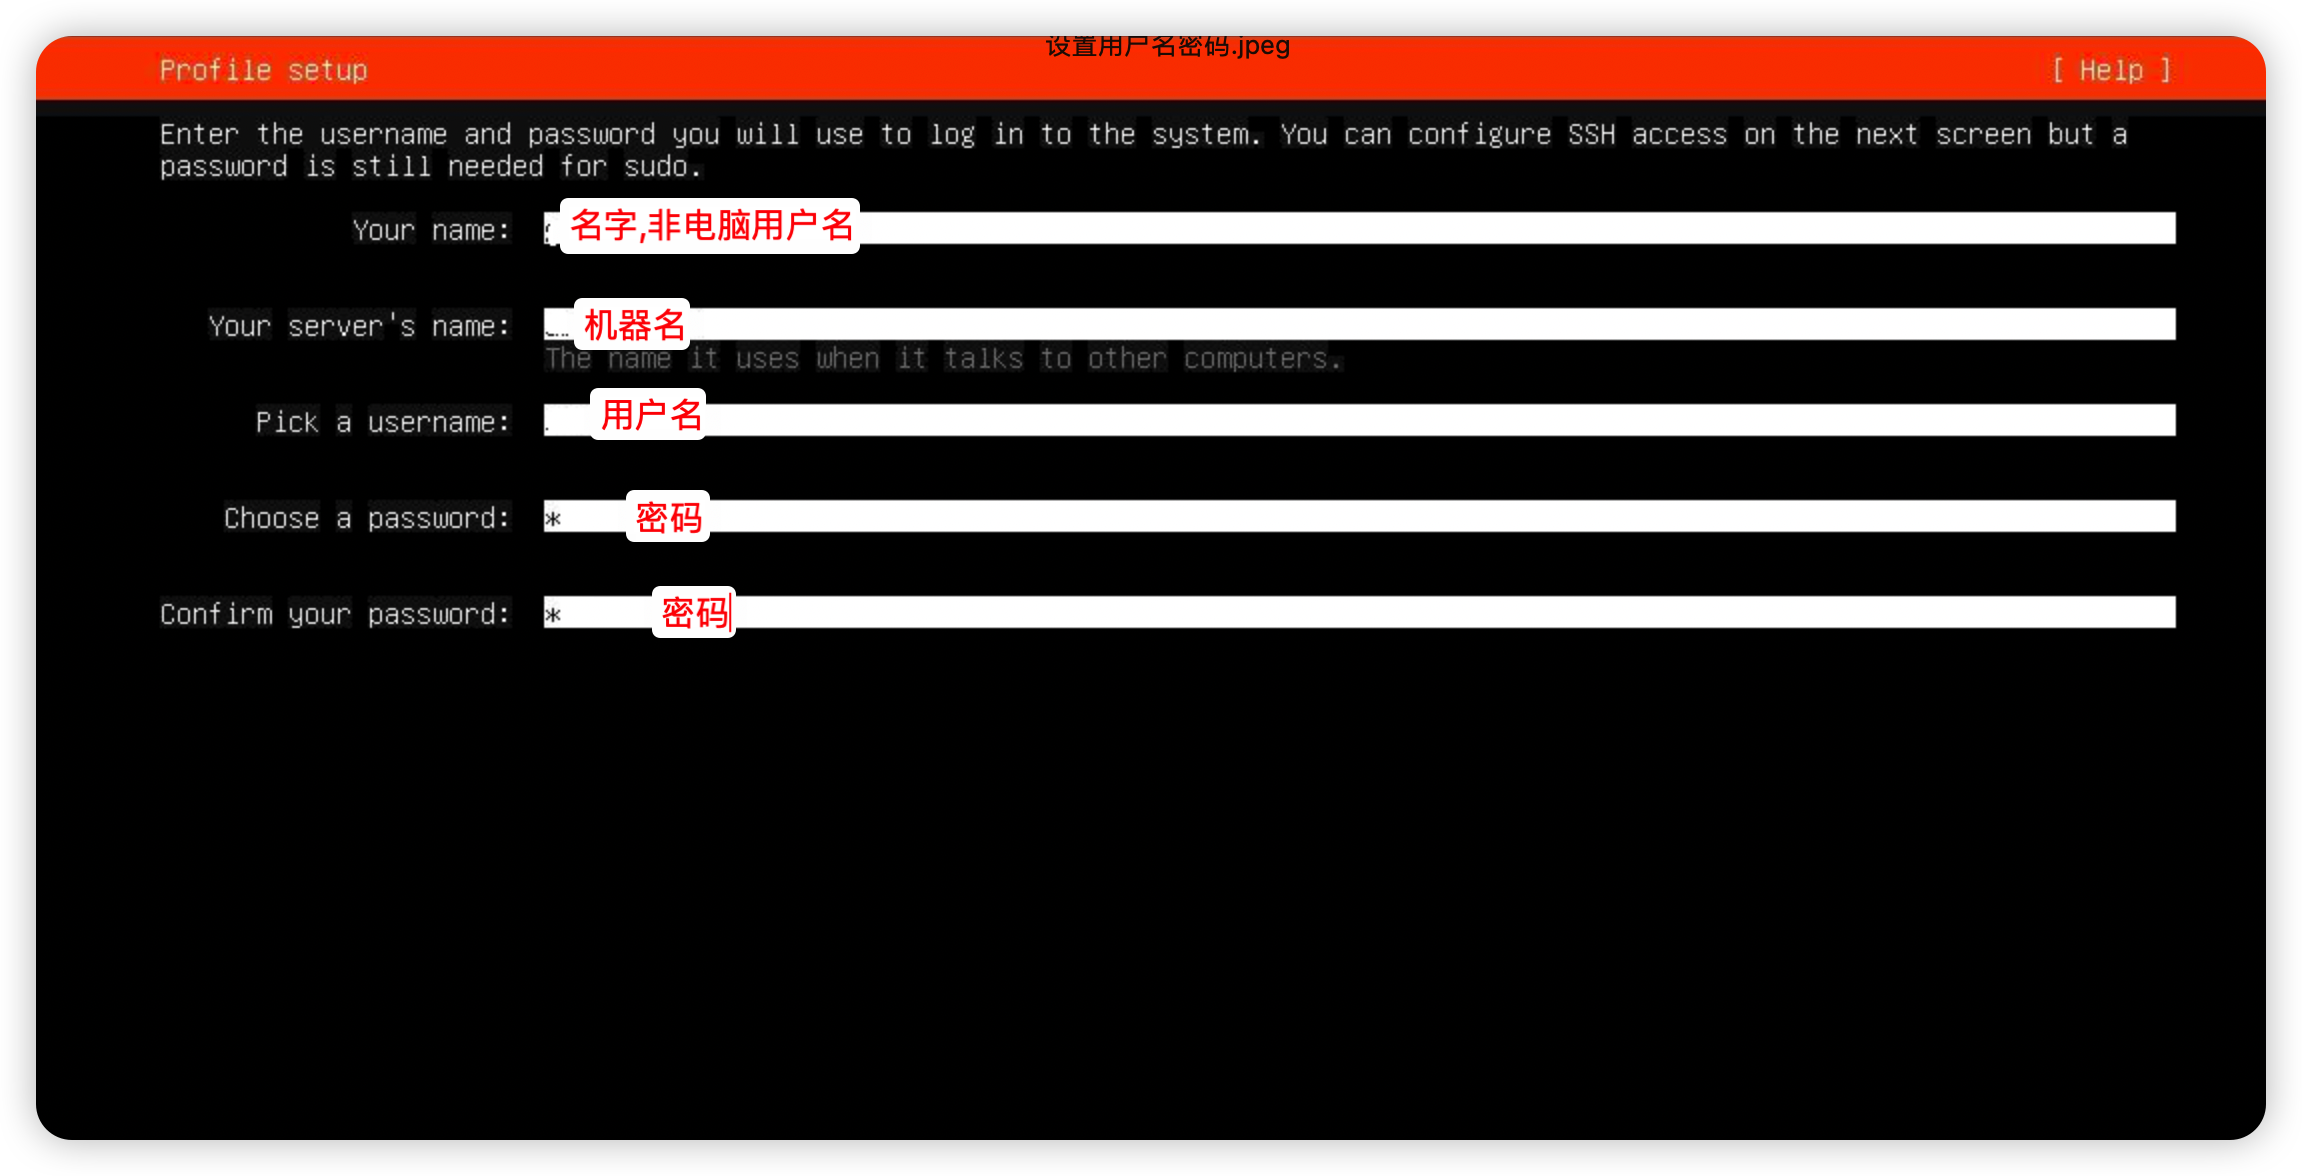 设置用户名密码.jpeg
Profile setup [ Help ]
Enter the username and password you will use to log in to the system. You can configure SSH access on the next screen but a
password is still needed for sudo.
Your name: 名字,非电脑用户名
Your server's name: 机器名
The name it uses when it talks to other computers.
Pick a username: 用户名
Choose a password: * 密码
Confirm your password: * 密码